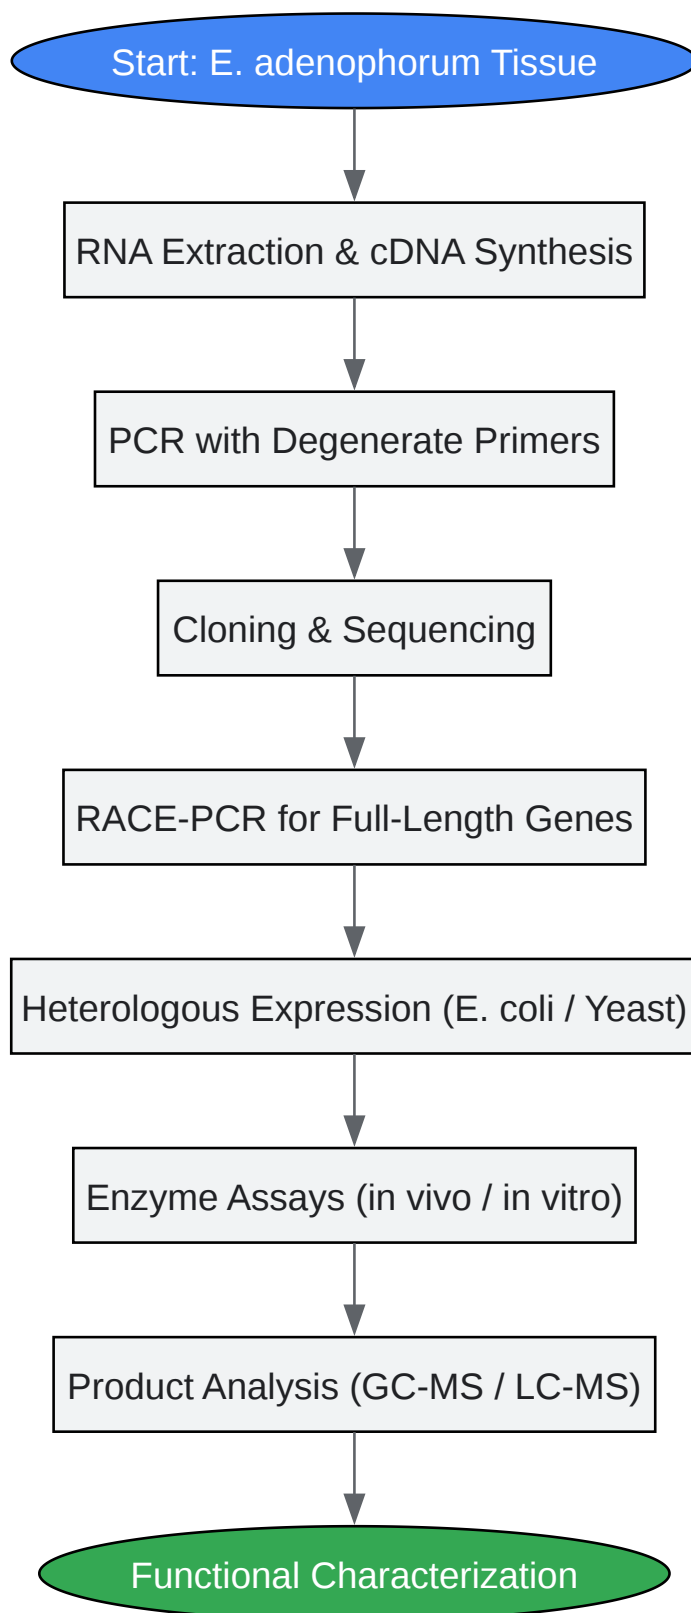 Start: E. adenophorum Tissue
RNA Extraction & cDNA Synthesis
PCR with Degenerate Primers
Cloning & Sequencing
RACE-PCR for Full-Length Genes
Heterologous Expression (E. coli / Yeast)
Enzyme Assays (in vivo / in vitro)
Product Analysis (GC-MS / LC-MS)
Functional Characterization